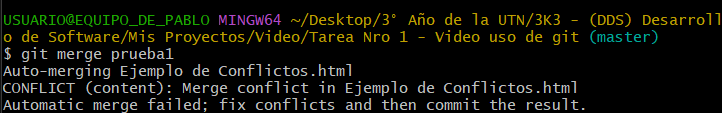 USUARIO@EQUIPO_DE_PABLO MINGW64 ~/Desktop/3° Año de la UTN/3K3 - (DDS) Desarroll
o de Software/Mis Proyectos/Video/Tarea Nro 1 - Video uso de git (master)
$ git merge prueba1
Auto-merging Ejemplo de Conflictos.html
CONFLICT (content): Merge conflict in Ejemplo de Conflictos.html
Automatic merge failed; fix conflicts and then commit the result.